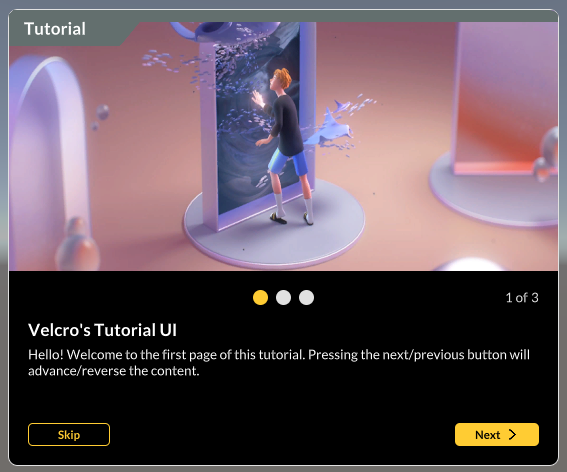 Tutorial
1 of 3
Velcro's Tutorial UI
Hello! Welcome to the first page of this tutorial. Pressing the next/previous button will
advance/reverse the content.
Skip
Next